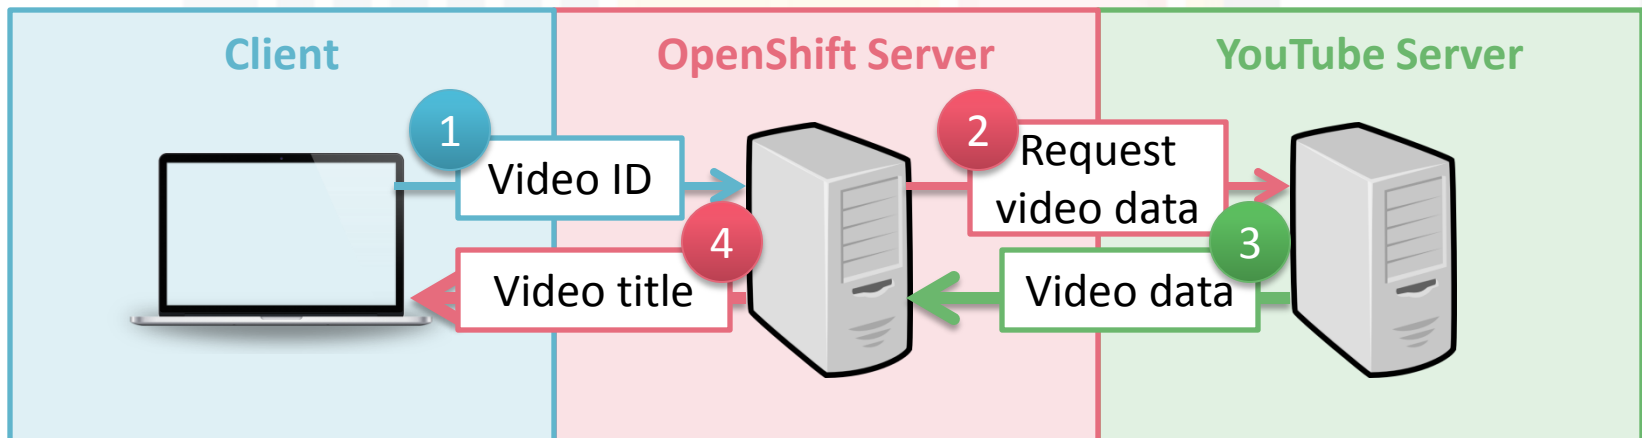 Client
OpenShift Server
YouTube Server
1
Video ID
2
Request
video data
3
Video data
4
Video title